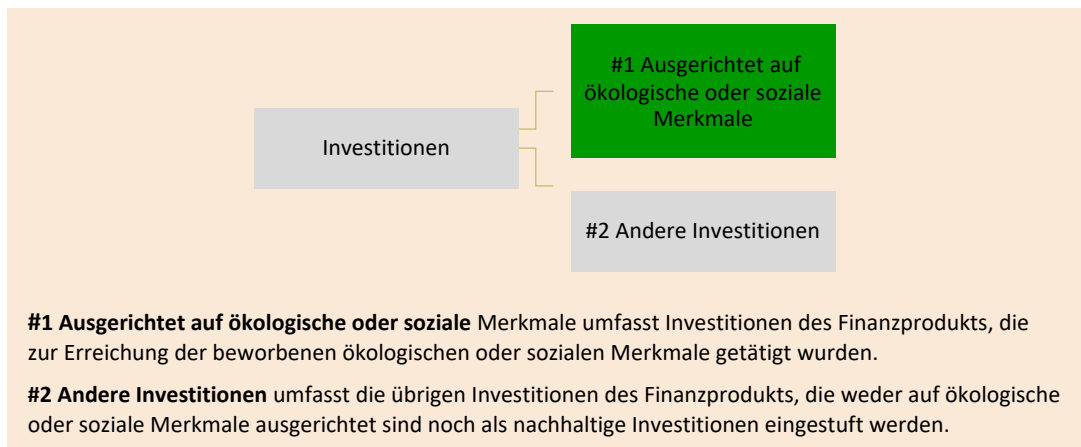 #1 Ausgerichtet auf
ökologische oder soziale
Merkmale
Investitionen
#2 Andere Investitionen
#1 Ausgerichtet auf ökologische oder soziale Merkmale umfasst Investitionen des Finanzprodukts, die
zur Erreichung der beworbenen ökologischen oder sozialen Merkmale getätigt wurden.
#2 Andere Investitionen umfasst die übrigen Investitionen des Finanzprodukts, die weder auf ökologische
oder soziale Merkmale ausgerichtet sind noch als nachhaltige Investitionen eingestuft werden.